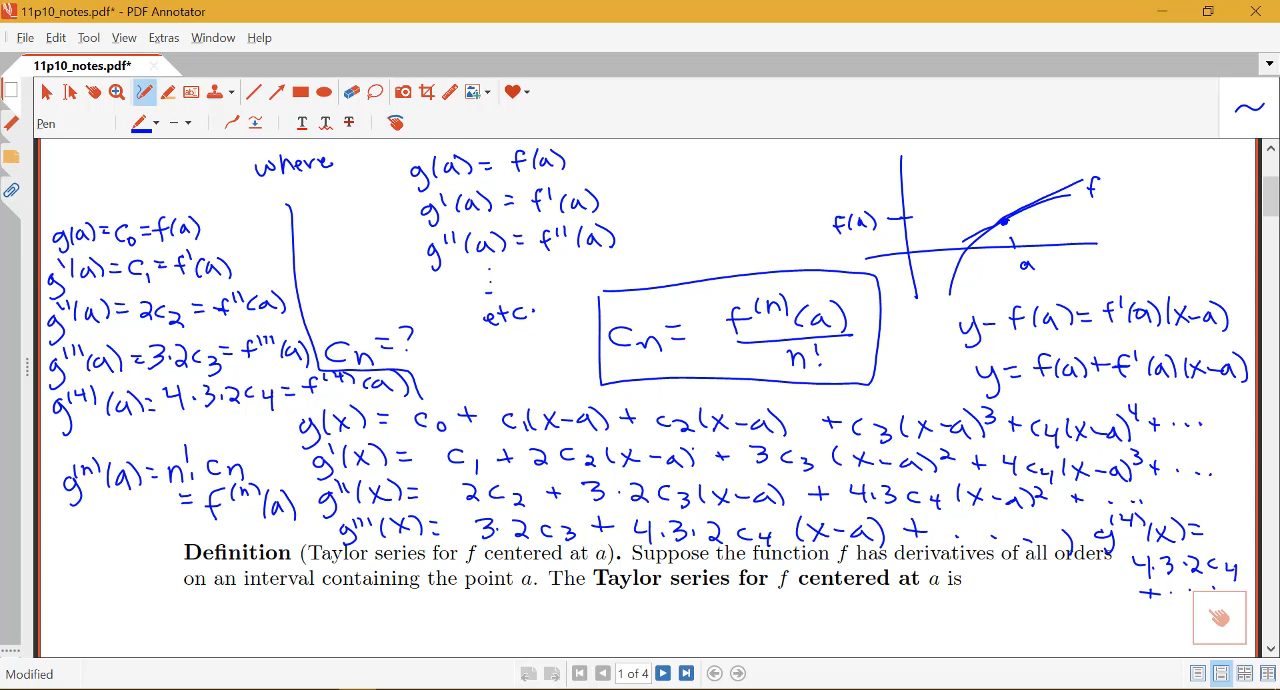 11p10_notes.pdf* - PDF Annotator
File Edit Tool View Extras Window Help
11p10_notes.pdf*
Pen
where
g(a) = f(a)
g'(a) = f'(a)
g''(a) = f''(a)
⋮
etc.
f(a)
f
a
g(a) = c₀ = f(a)
g'(a) = c₁ = f'(a)
g''(a) = 2c₂ = f''(a)
g'''(a) = 3·2c₃ = f'''(a)
g⁽⁴⁾(a) = 4·3·2c₄ = f⁽⁴⁾(a)
g⁽ⁿ⁾(a) = n! cₙ
= f⁽ⁿ⁾(a)
Cₙ = ?
Cₙ = f⁽ⁿ⁾(a) / n!
y - f(a) = f'(a)(x-a)
y = f(a) + f'(a)(x-a)
g(x) = c₀ + c₁(x-a) + c₂(x-a) + c₃(x-a)³ + c₄(x-a)⁴ + ...
g'(x) = c₁ + 2c₂(x-a) + 3c₃(x-a)² + 4c₄(x-a)³ + ...
g''(x) = 2c₂ + 3·2c₃(x-a) + 4·3c₄(x-a)² + ...
g'''(x) = 3·2c₃ + 4·3·2c₄(x-a) + ....)
g⁽⁴⁾(x) =
4·3·2c₄
+ ...
Definition (Taylor series for f centered at a). Suppose the function f has derivatives of all orders
on an interval containing the point a. The Taylor series for f centered at a is
Modified
1 of 4